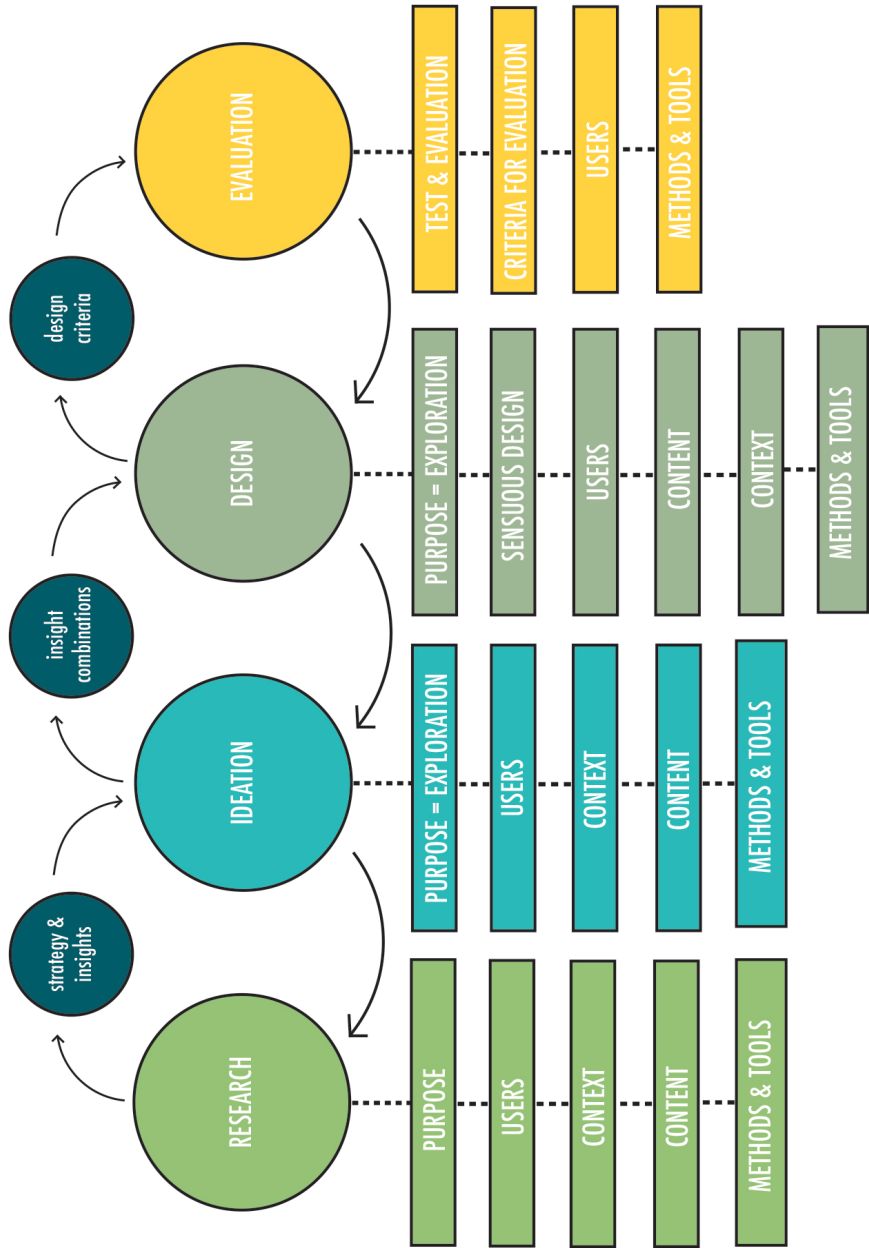 strategy &
insights
insight
combinations
design
criteria
RESEARCH
IDEATION
DESIGN
EVALUATION
PURPOSE
USERS
CONTEXT
CONTENT
METHODS & TOOLS
PURPOSE = EXPLORATION
USERS
CONTEXT
CONTENT
METHODS & TOOLS
PURPOSE = EXPLORATION
SENSUOUS DESIGN
USERS
CONTENT
CONTEXT
METHODS & TOOLS
TEST & EVALUATION
CRITERIA FOR EVALUATION
USERS
METHODS & TOOLS